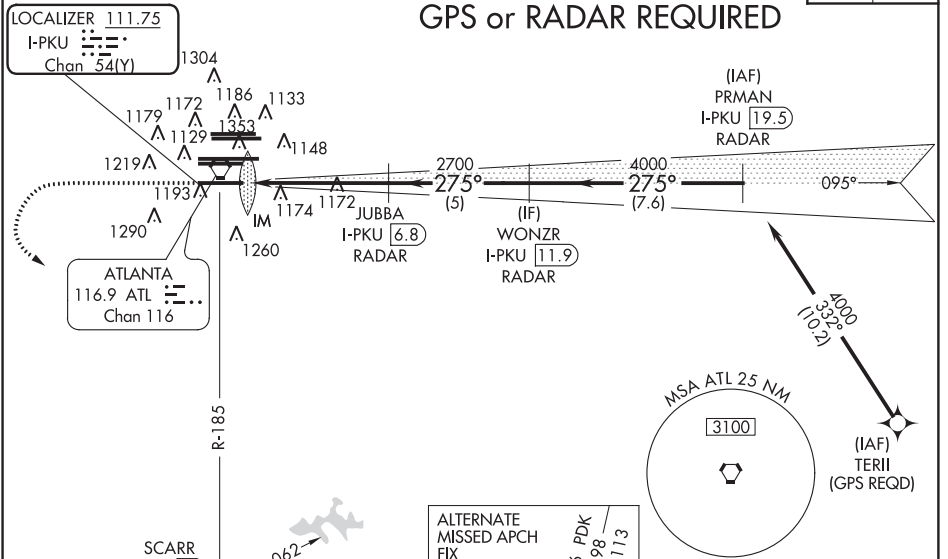 GPS or RADAR REQUIRED
LOCALIZER 111.75
I-PKU
Chan 54(Y)
1304
1186
1133
1172
1179
1129
1353
1148
1219
1193
1174
1172
1290
1260
IM
(IAF)
PRMAN
I-PKU 19.5
RADAR
2700
275°
(5)
4000
275°
(7.6)
095°
JUBBA
I-PKU 6.8
RADAR
(IF)
WONZR
I-PKU 11.9
RADAR
ATLANTA
116.9 ATL
Chan 116
4000
332°
(10.2)
R-185
MSA ATL 25 NM
3100
(IAF)
TERII
(GPS REQD)
SCARR
062
ALTERNATE
MISSED APCH
FIX
PDK
98
113